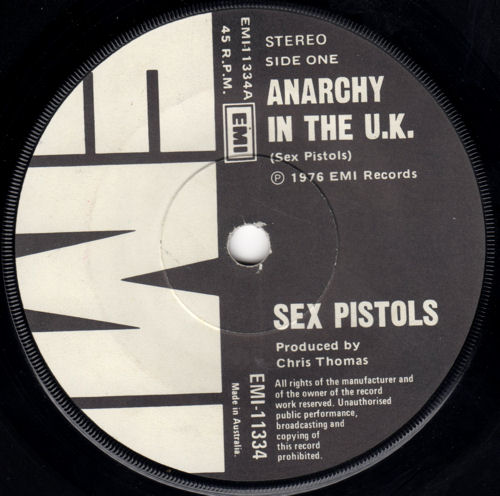 EMI
EMI-11334A
45 R.P.M.
EMI
STEREO
SIDE ONE
ANARCHY
IN THE U.K.
(Sex Pistols)
℗ 1976 EMI Records
SEX PISTOLS
Produced by
Chris Thomas
EMI-11334
Made in Australia.
All rights of the manufacturer and
of the owner of the record
work reserved. Unauthorised
public performance,
broadcasting and
copying of
this record
prohibited.